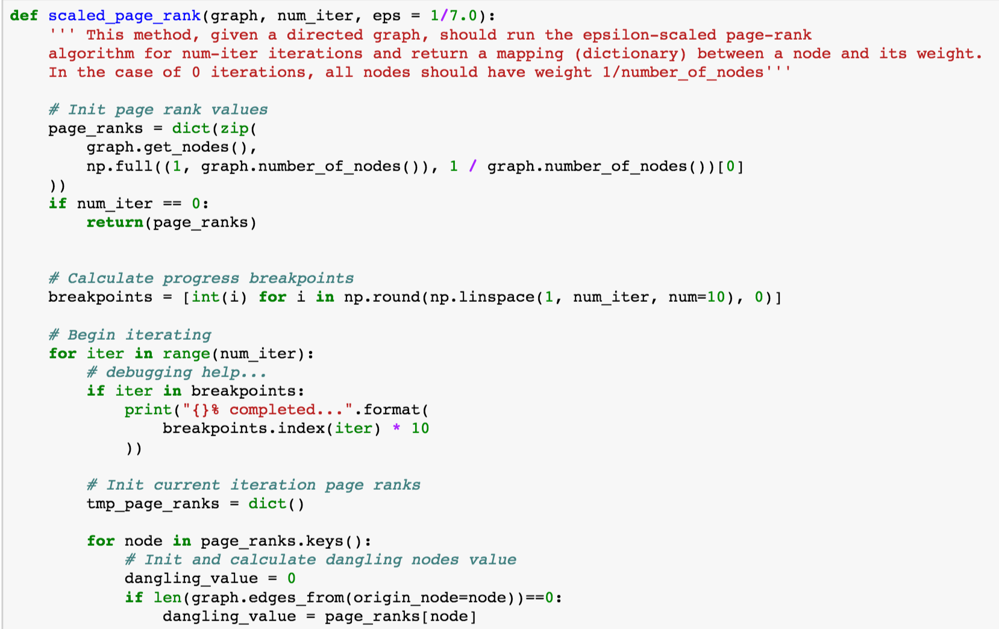 def scaled_page_rank(graph, num_iter, eps = 1/7.0):
    ''' This method, given a directed graph, should run the epsilon-scaled page-rank
    algorithm for num-iter iterations and return a mapping (dictionary) between a node and its weight.
    In the case of 0 iterations, all nodes should have weight 1/number_of_nodes'''

    # Init page rank values
    page_ranks = dict(zip(
        graph.get_nodes(),
        np.full((1, graph.number_of_nodes()), 1 / graph.number_of_nodes())[0]
    ))
    if num_iter == 0:
        return(page_ranks)


    # Calculate progress breakpoints
    breakpoints = [int(i) for i in np.round(np.linspace(1, num_iter, num=10), 0)]

    # Begin iterating
    for iter in range(num_iter):
        # debugging help...
        if iter in breakpoints:
            print("{}% completed...".format(
                breakpoints.index(iter) * 10
            ))

        # Init current iteration page ranks
        tmp_page_ranks = dict()

        for node in page_ranks.keys():
            # Init and calculate dangling nodes value
            dangling_value = 0
            if len(graph.edges_from(origin_node=node))==0:
                dangling_value = page_ranks[node]